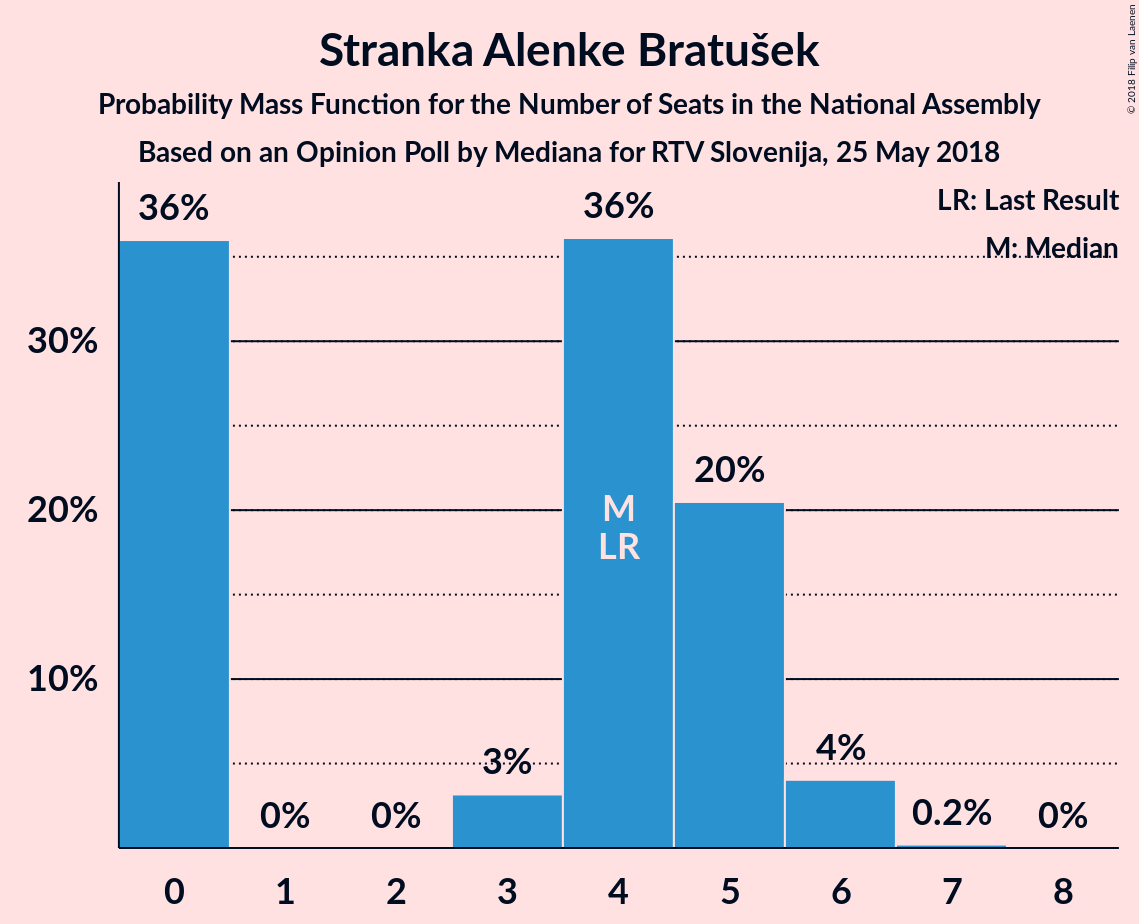 Stranka Alenke Bratušek
Probability Mass Function for the Number of Seats in the National Assembly
Based on an Opinion Poll by Mediana for RTV Slovenija, 25 May 2018
© 2018 Filip van Laenen
LR: Last Result
M: Median
36%
0%
0%
3%
36%
20%
4%
0.2%
0%
M
LR
30%
20%
10%
0 1 2 3 4 5 6 7 8